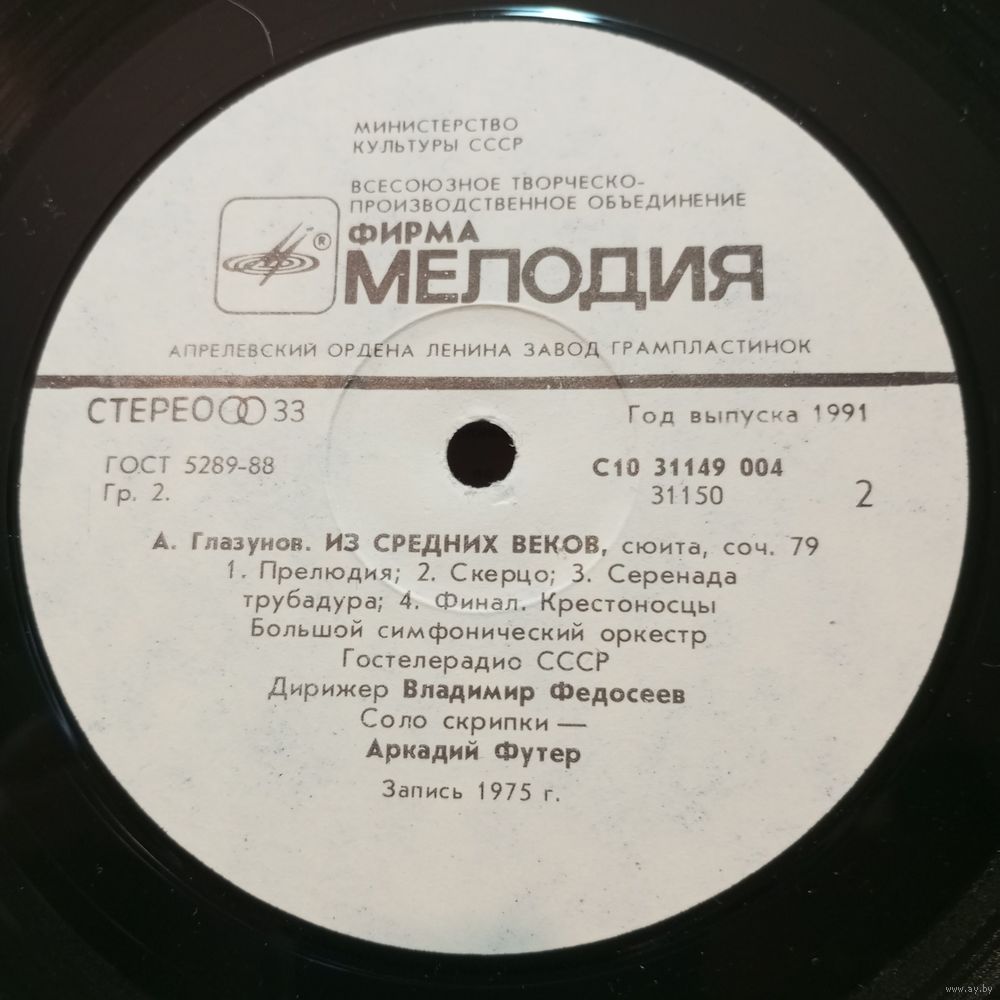 МИНИСТЕРСТВО
КУЛЬТУРЫ СССР
ВСЕСОЮЗНОЕ ТВОРЧЕСКО-
ПРОИЗВОДСТВЕННОЕ ОБЪЕДИНЕНИЕ
®
ФИРМА
МЕЛОДИЯ
АПРЕЛЕВСКИЙ ОРДЕНА ЛЕНИНА ЗАВОД ГРАМПЛАСТИНОК
СТЕРЕО 33
Год выпуска 1991
ГОСТ 5289-88
С10 31149 004
Гр. 2.
31150
2
А. Глазунов. ИЗ СРЕДНИХ ВЕКОВ, сюита, соч. 79
1. Прелюдия; 2. Скерцо; 3. Серенада
трубадура; 4. Финал. Крестоносцы
Большой симфонический оркестр
Гостелерадио СССР
Дирижер Владимир Федосеев
Соло скрипки —
Аркадий Футер
Запись 1975 г.
www.ay.by